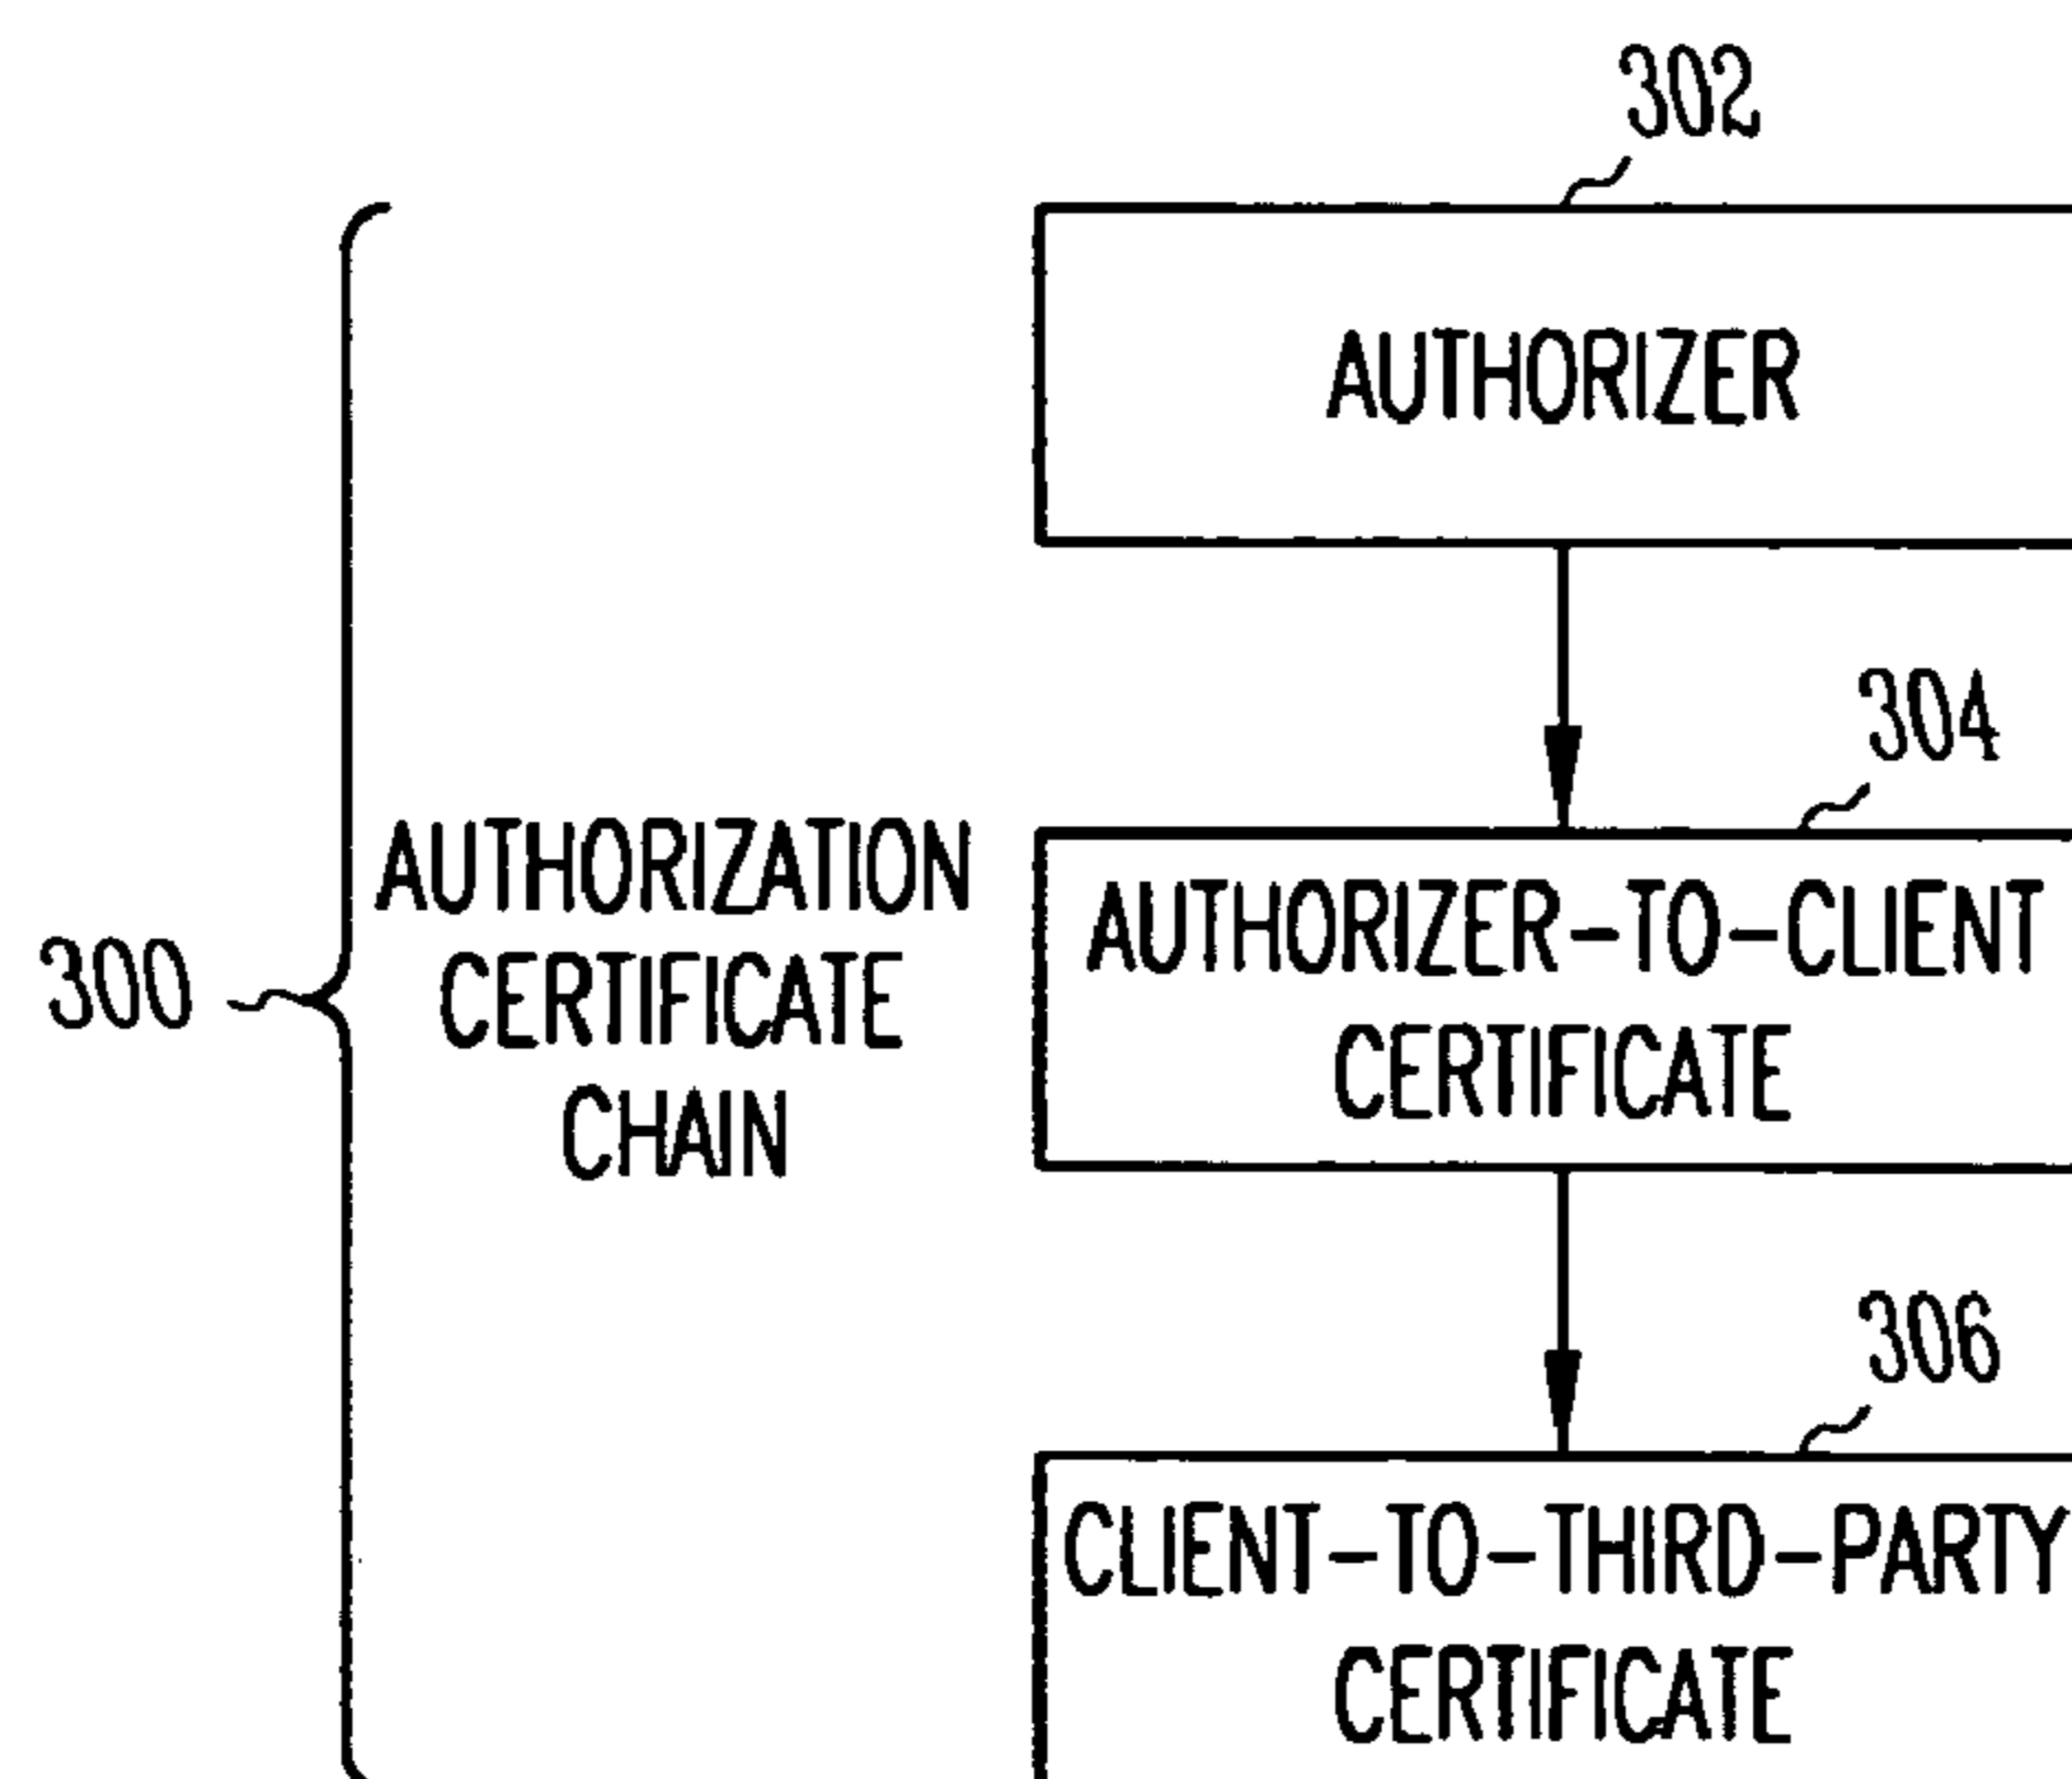 302
AUTHORIZER
304
AUTHORIZER-TO-CLIENT
CERTIFICATE
300
AUTHORIZATION
CERTIFICATE
CHAIN
306
CLIENT-TO-THIRD-PARTY
CERTIFICATE